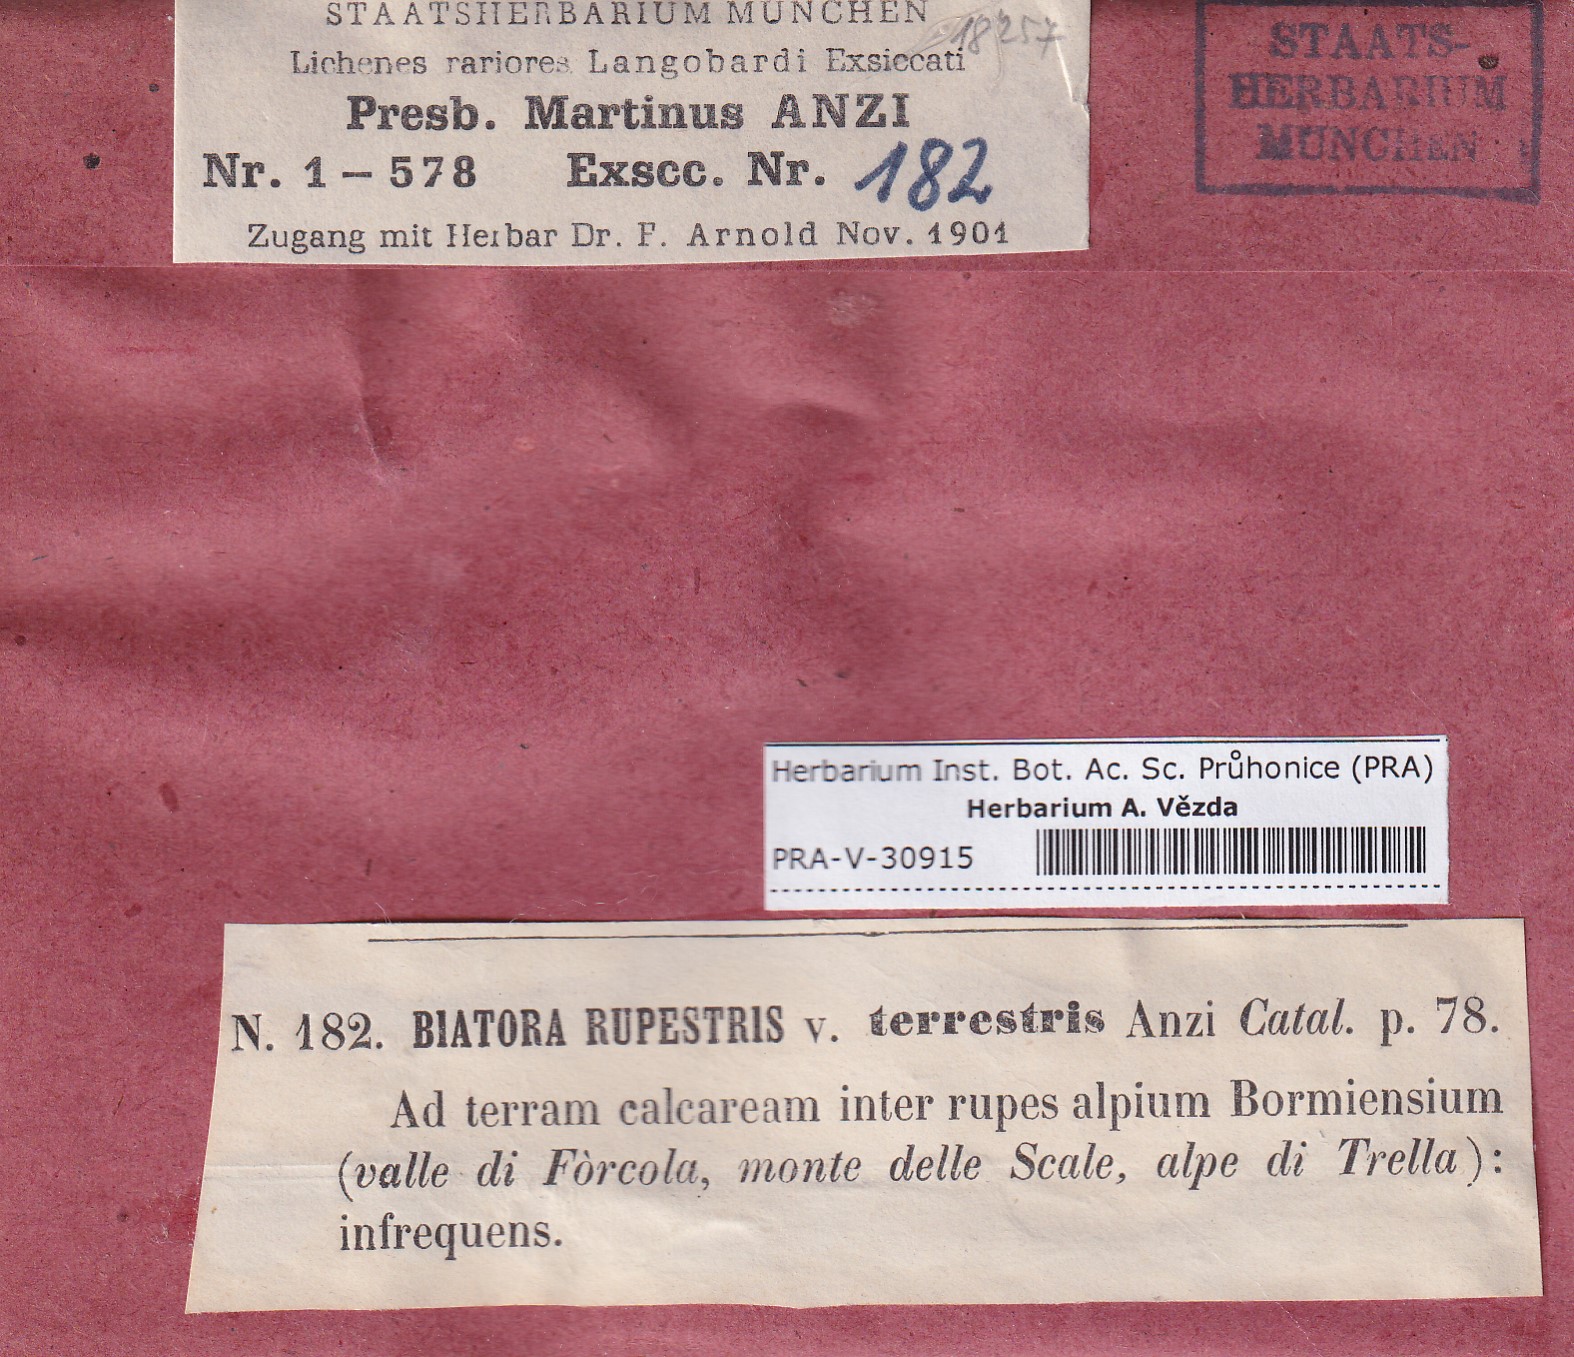 STAATSHERBARIUM MÜNCHEN
18257
Lichenes rariores Langobardi Exsiccati
Presb. Martinus ANZI
Nr. 1 – 578 Exscc. Nr. 182
Zugang mit Herbar Dr. F. Arnold Nov. 1901
STAATS-
HERBARIUM
MÜNCHEN
Herbarium Inst. Bot. Ac. Sc. Průhonice (PRA)
Herbarium A. Vězda
PRA-V-30915
N. 182. BIATORA RUPESTRIS v. terrestris Anzi Catal. p. 78.
Ad terram calcaream inter rupes alpium Bormiensium
(valle di Fòrcola, monte delle Scale, alpe di Trella):
infrequens.